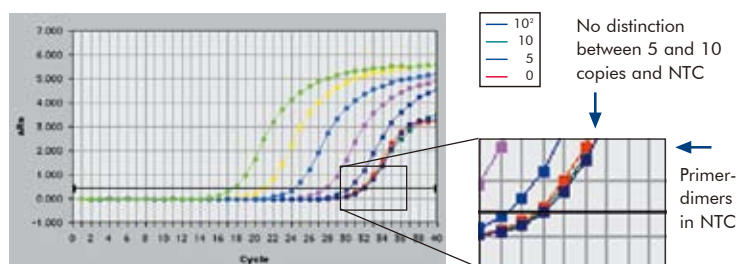 7.000
6.000
5.000
4.000
3.000
2.000
1.000
0.000
-1.000
ΔRn
0 2 4 6 8 10 12 14 16 18 20 22 24 26 28 30 32 34 36 38 40
Cycle
10²
10
5
0
No distinction
between 5 and 10
copies and NTC
Primer-
dimers
in NTC